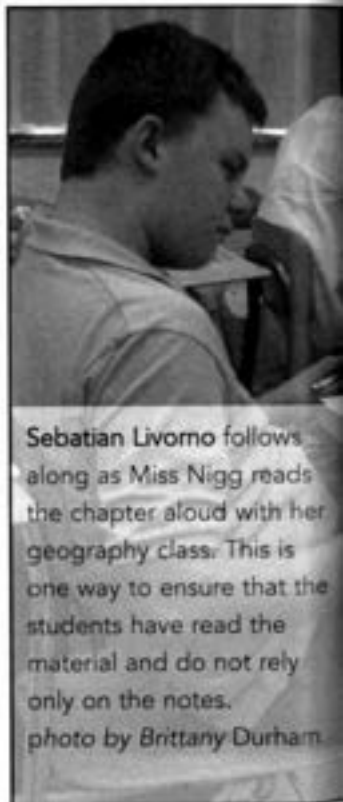 Sebatian Livorno follows
along as Miss Nigg reads
the chapter aloud with her
geography class. This is
one way to ensure that the
students have read the
material and do not rely
only on the notes.
photo by Brittany Durham